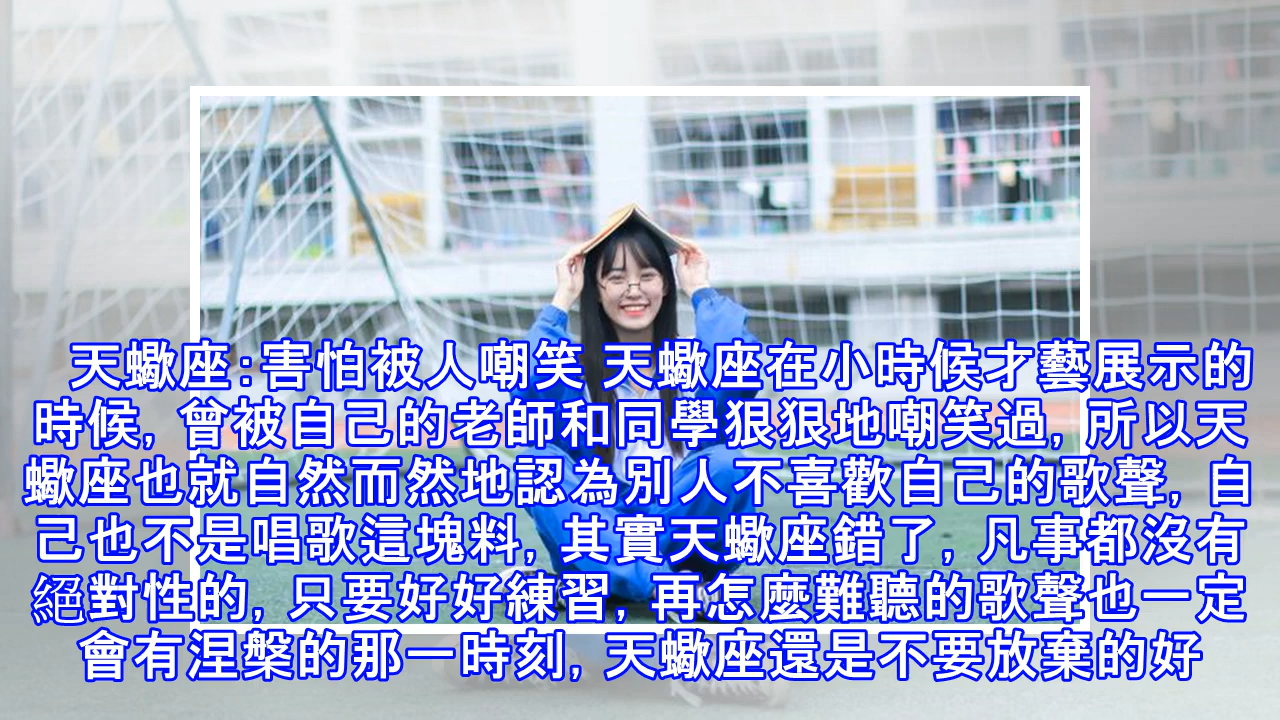 天蠍座:害怕被人嘲笑 天蠍座在小時候才藝展示的
時候, 曾被自己的老師和同學狠狠地嘲笑過, 所以天
蠍座也就自然而然地認為別人不喜歡自己的歌聲, 自
己也不是唱歌這塊料, 其實天蠍座錯了, 凡事都沒有
絕對性的, 只要好好練習, 再怎麼難聽的歌聲也一定
會有涅槃的那一時刻, 天蠍座還是不要放棄的好